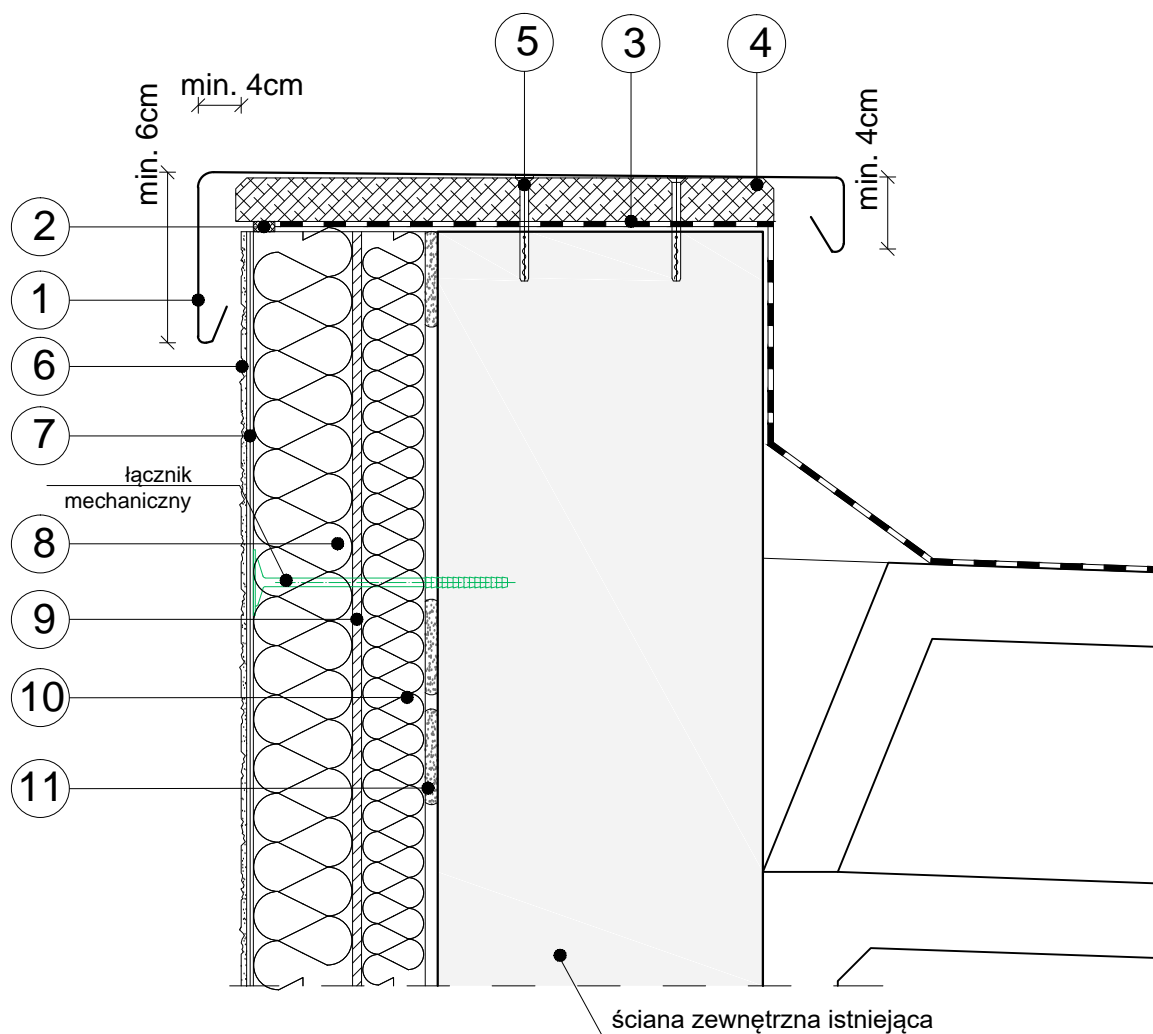 5
3
4
min. 4cm
min. 6cm
min. 4cm
2
1
6
7
łącznik
mechaniczny
8
9
10
11
ściana zewnętrzna istniejąca